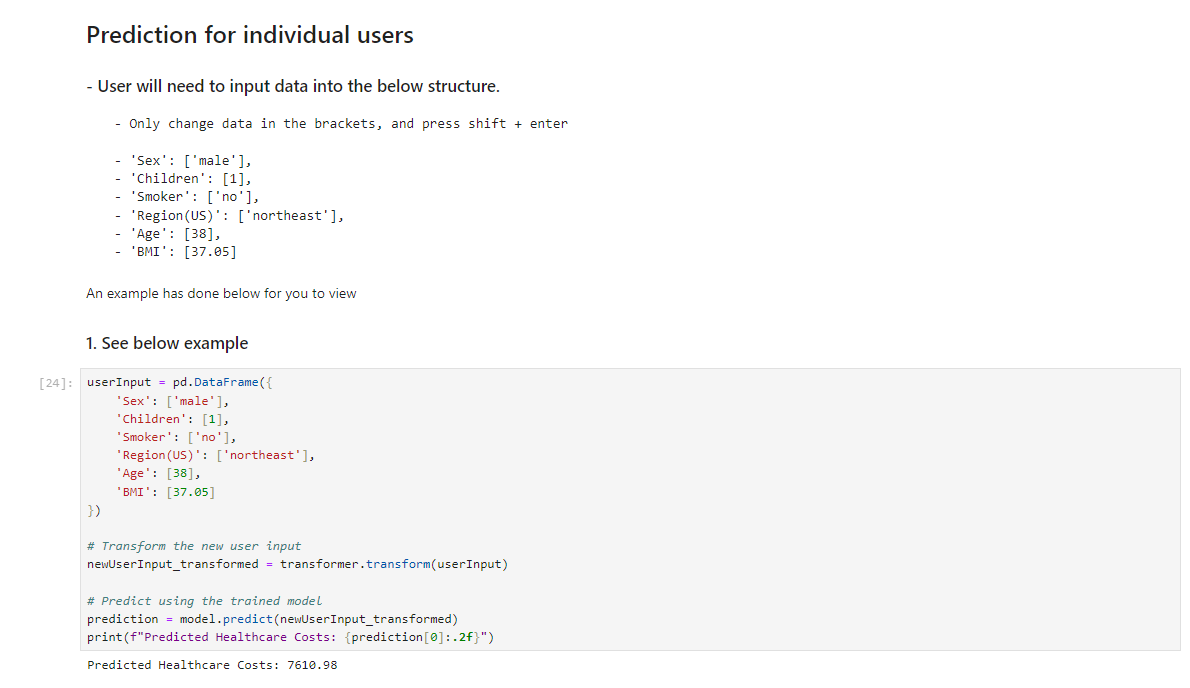 Prediction for individual users
- User will need to input data into the below structure.
- Only change data in the brackets, and press shift + enter
- 'Sex': ['male'],
- 'Children': [1],
- 'Smoker': ['no'],
- 'Region(US)': ['northeast'],
- 'Age': [38],
- 'BMI': [37.05]
An example has done below for you to view
1. See below example
[24]:
userInput = pd.DataFrame({
    'Sex': ['male'],
    'Children': [1],
    'Smoker': ['no'],
    'Region(US)': ['northeast'],
    'Age': [38],
    'BMI': [37.05]
})
# Transform the new user input
newUserInput_transformed = transformer.transform(userInput)
# Predict using the trained model
prediction = model.predict(newUserInput_transformed)
print(f"Predicted Healthcare Costs: {prediction[0]:.2f}")
Predicted Healthcare Costs: 7610.98